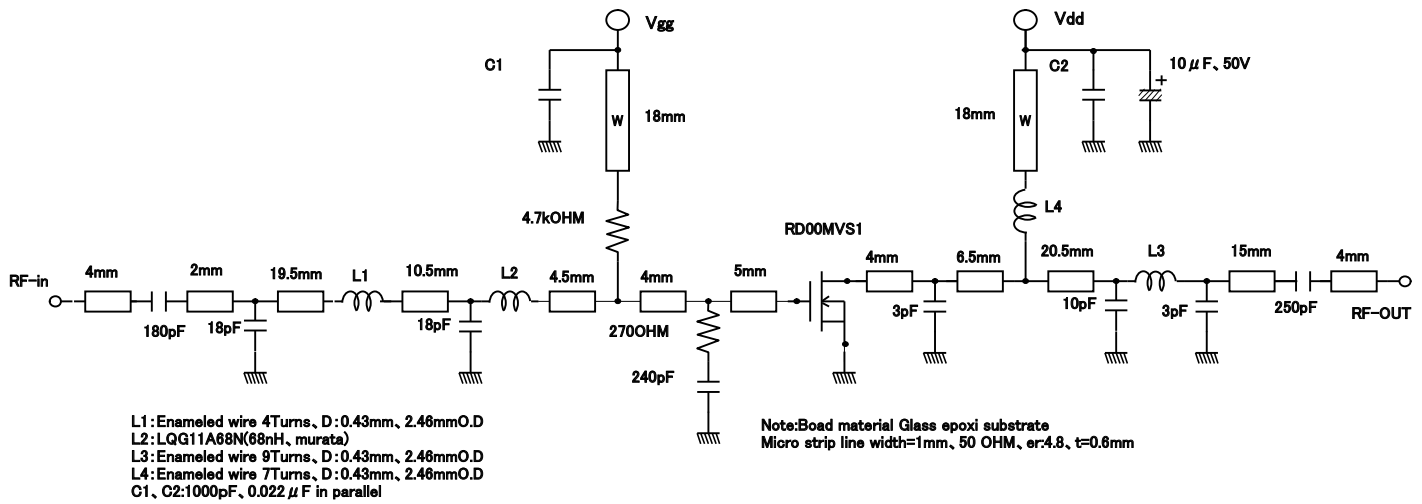 Vgg
Vdd
C1
C2
10μF、50V
W
18mm
18mm
W
4.7kOHM
L4
RD00MVS1
RF-in
4mm
2mm
19.5mm
L1
10.5mm
L2
4.5mm
4mm
5mm
4mm
6.5mm
20.5mm
L3
15mm
4mm
180pF
18pF
18pF
270OHM
3pF
10pF
3pF
250pF
RF-OUT
240pF
L1:Enameled wire 4Turns、D:0.43mm、2.46mmO.D
L2:LQG11A68N(68nH、murata)
L3:Enameled wire 9Turns、D:0.43mm、2.46mmO.D
L4:Enameled wire 7Turns、D:0.43mm、2.46mmO.D
C1、C2:1000pF、0.022μF in parallel
Note:Boad material Glass epoxi substrate
Micro strip line width=1mm、50 OHM、er:4.8、t=0.6mm